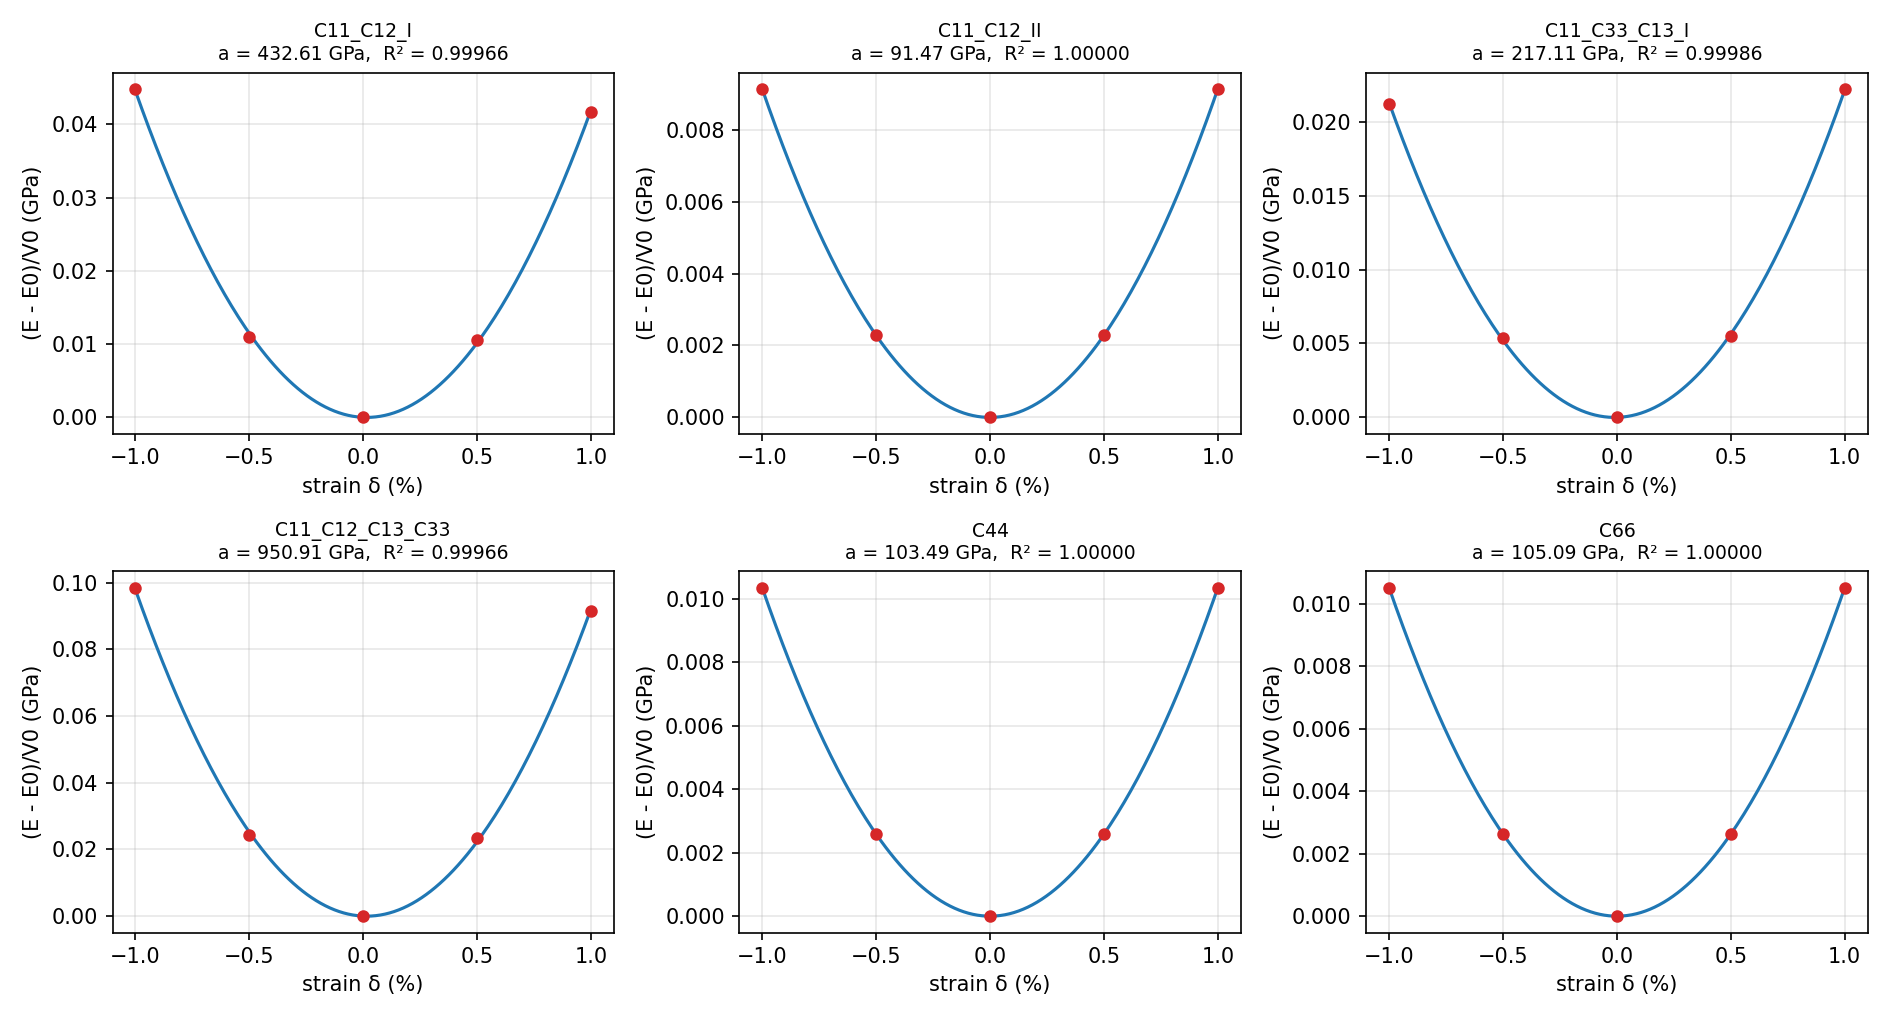 C11_C12_I
a = 432.61 GPa,  R² = 0.99966
(E - E0)/V0 (GPa)
0.04
0.03
0.02
0.01
0.00
−1.0 −0.5 0.0 0.5 1.0
strain δ (%)
C11_C12_II
a = 91.47 GPa,  R² = 1.00000
(E - E0)/V0 (GPa)
0.008
0.006
0.004
0.002
0.000
−1.0 −0.5 0.0 0.5 1.0
strain δ (%)
C11_C33_C13_I
a = 217.11 GPa,  R² = 0.99986
(E - E0)/V0 (GPa)
0.020
0.015
0.010
0.005
0.000
−1.0 −0.5 0.0 0.5 1.0
strain δ (%)
C11_C12_C13_C33
a = 950.91 GPa,  R² = 0.99966
(E - E0)/V0 (GPa)
0.10
0.08
0.06
0.04
0.02
0.00
−1.0 −0.5 0.0 0.5 1.0
strain δ (%)
C44
a = 103.49 GPa,  R² = 1.00000
(E - E0)/V0 (GPa)
0.010
0.008
0.006
0.004
0.002
0.000
−1.0 −0.5 0.0 0.5 1.0
strain δ (%)
C66
a = 105.09 GPa,  R² = 1.00000
(E - E0)/V0 (GPa)
0.010
0.008
0.006
0.004
0.002
0.000
−1.0 −0.5 0.0 0.5 1.0
strain δ (%)